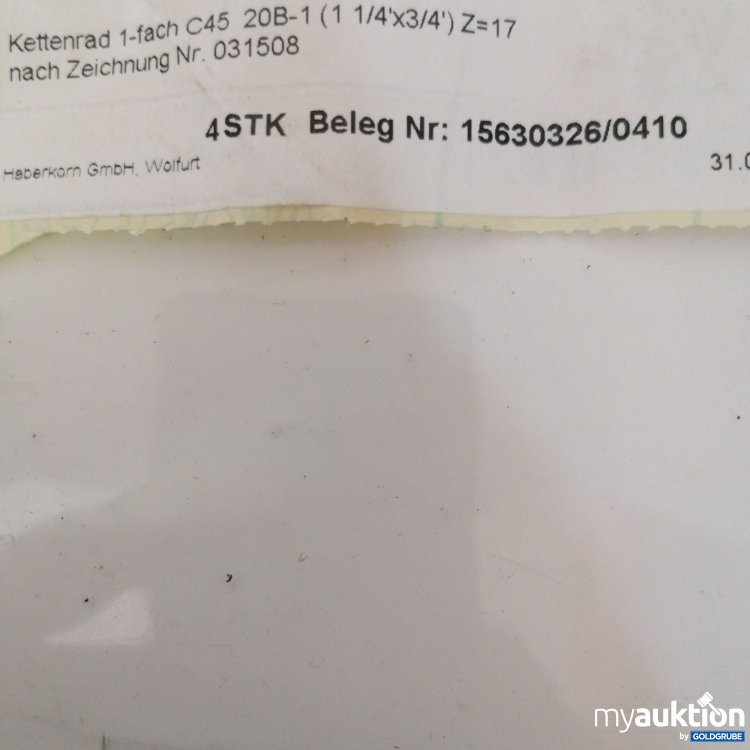 Kettenrad 1-fach C45 20B-1 (1 1/4'x3/4') Z=17
nach Zeichnung Nr. 031508
4STK Beleg Nr: 15630326/0410
Haberkorn GmbH, Wolfurt
31.0
myauktion
by GOLDGRUBE